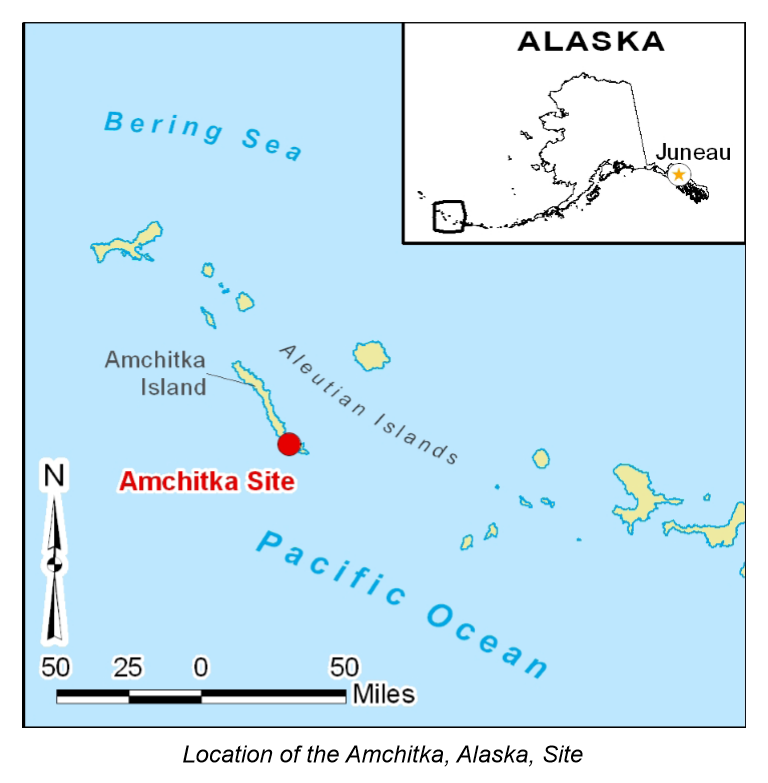 ALASKA
Juneau
Bering Sea
Amchitka
Island
Aleutian Islands
Amchitka Site
N
Pacific Ocean
50 25 0 50
Miles
Location of the Amchitka, Alaska, Site